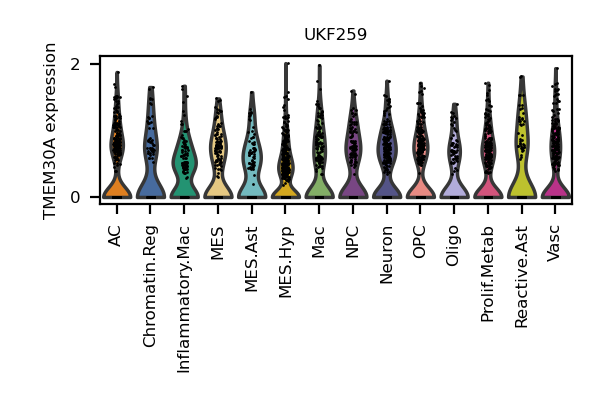 UKF259
TMEM30A expression
2
0
AC
Chromatin.Reg
Inflammatory.Mac
MES
MES.Ast
MES.Hyp
Mac
NPC
Neuron
OPC
Oligo
Prolif.Metab
Reactive.Ast
Vasc